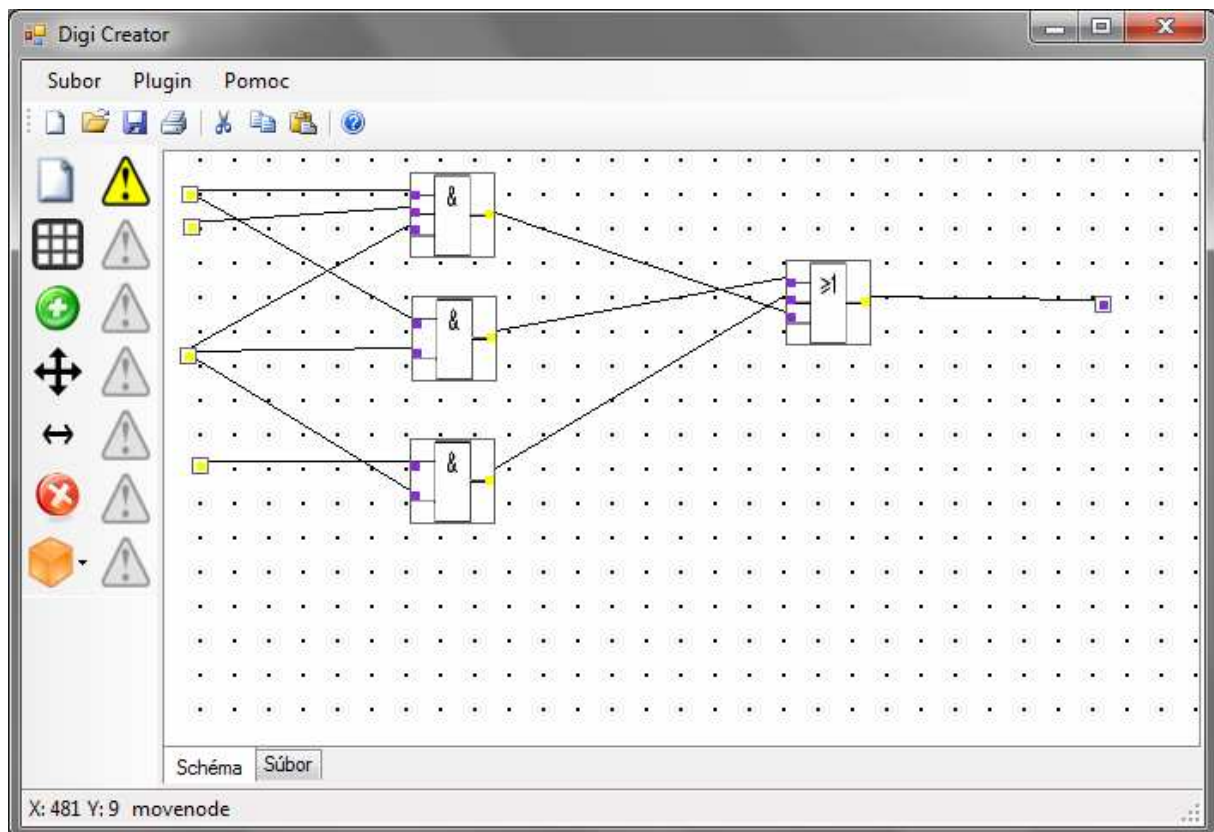 Digi Creator
Subor Plugin Pomoc
&
≥1
&
&
Schéma Súbor
X: 481 Y: 9 movenode